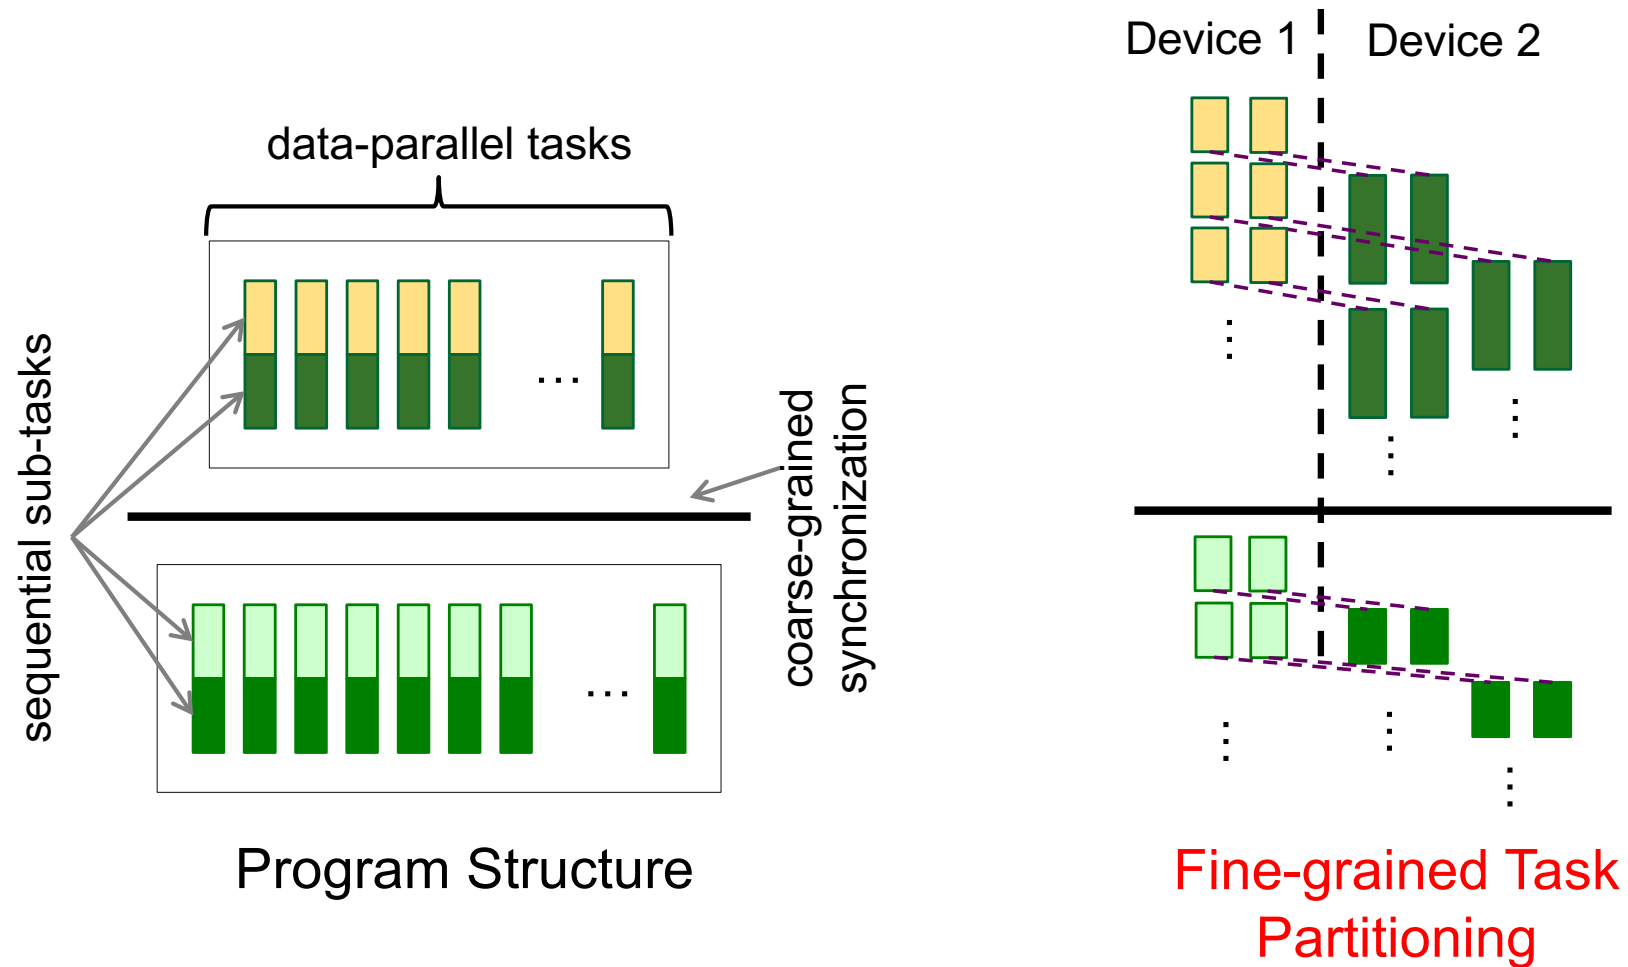 Device 1
Device 2
data-parallel tasks
sequential sub-tasks
...
coarse-grained
synchronization
...
...
...
...
...
...
...
Program Structure
Fine-grained Task
Partitioning